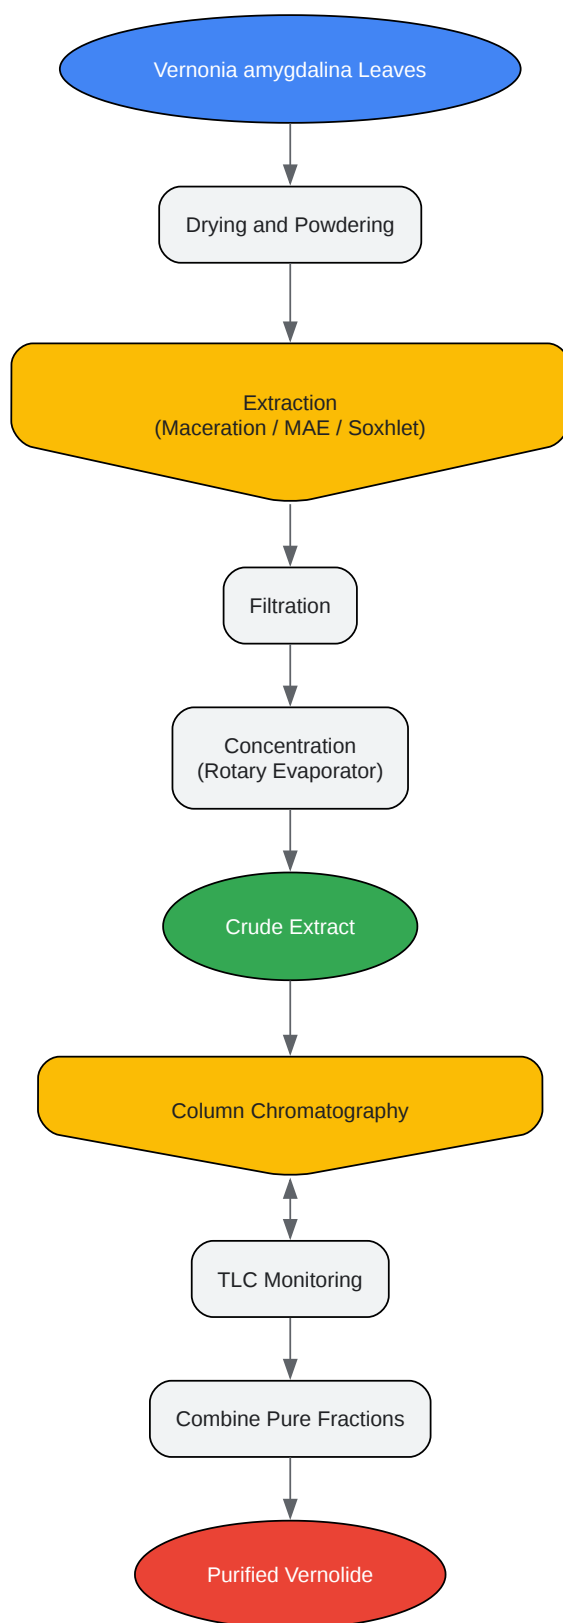 Vernonia amygdalina Leaves
Drying and Powdering
Extraction
(Maceration / MAE / Soxhlet)
Filtration
Concentration
(Rotary Evaporator)
Crude Extract
Column Chromatography
TLC Monitoring
Combine Pure Fractions
Purified Vernolide